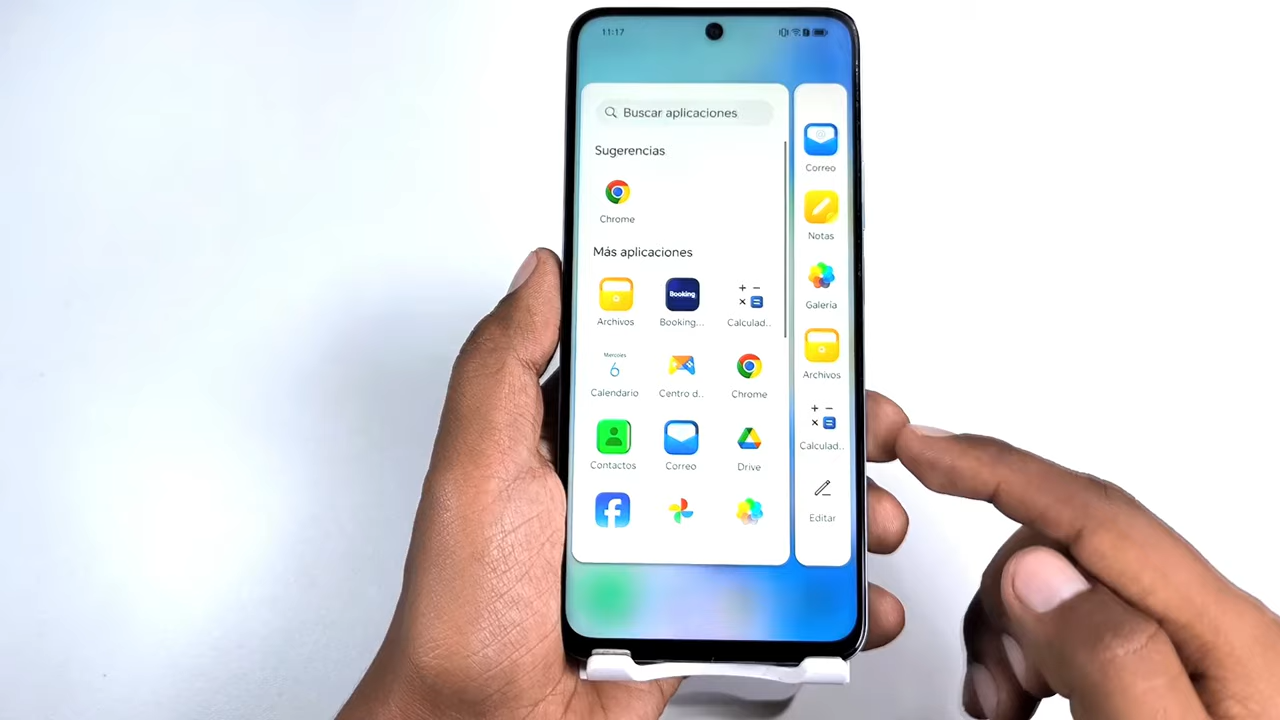 11:17
Buscar aplicaciones
Sugerencias
Chrome
Más aplicaciones
Archivos
Booking
Booking...
Calculad..
Miércoles
6
Calendario
Centro d..
Chrome
Contactos
Correo
Drive
Correo
Notas
Galería
Archivos
Calculad..
Editar